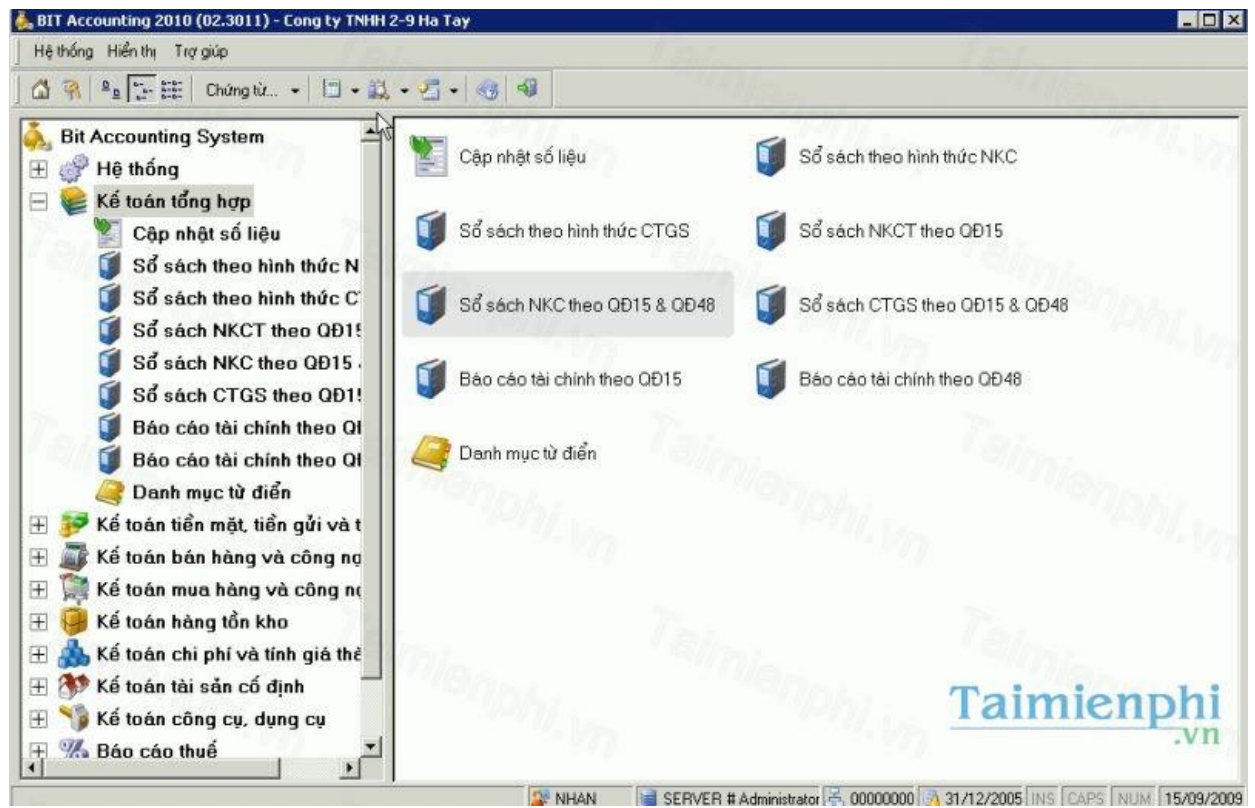 BIT Accounting 2010 (02.3011) - Cong ty TNHH 2-9 Ha Tay
Hệ thống Hiển thị Trợ giúp
Chứng từ...
Bit Accounting System
Hệ thống
Kế toán tổng hợp
Cập nhật số liệu
Sổ sách theo hình thức N
Sổ sách theo hình thức C
Sổ sách NKCT theo QĐ15
Sổ sách NKC theo QĐ15
Sổ sách CTGS theo QĐ1
Báo cáo tài chính theo
Báo cáo tài chính theo
Danh mục từ điển
Kế toán tiền mặt, tiền gửi và t
Kế toán bán hàng và công nợ
Kế toán mua hàng và công nợ
Kế toán hàng tồn kho
Kế toán chi phí và tính giá thà
Kế toán tài sản cố định
Kế toán công cụ, dụng cụ
Báo cáo thuế
Cập nhật số liệu
Sổ sách theo hình thức NKC
Sổ sách theo hình thức CTGS
Sổ sách NKCT theo QĐ15
Sổ sách NKC theo QĐ15 & QĐ48
Sổ sách CTGS theo QĐ15 & QĐ48
Báo cáo tài chính theo QĐ15
Báo cáo tài chính theo QĐ48
Danh mục từ điển
Taimienphi
.vn
NHAN SERVER # Administrator 00000000 31/12/2005 INS CAPS NUM 15/09/2009